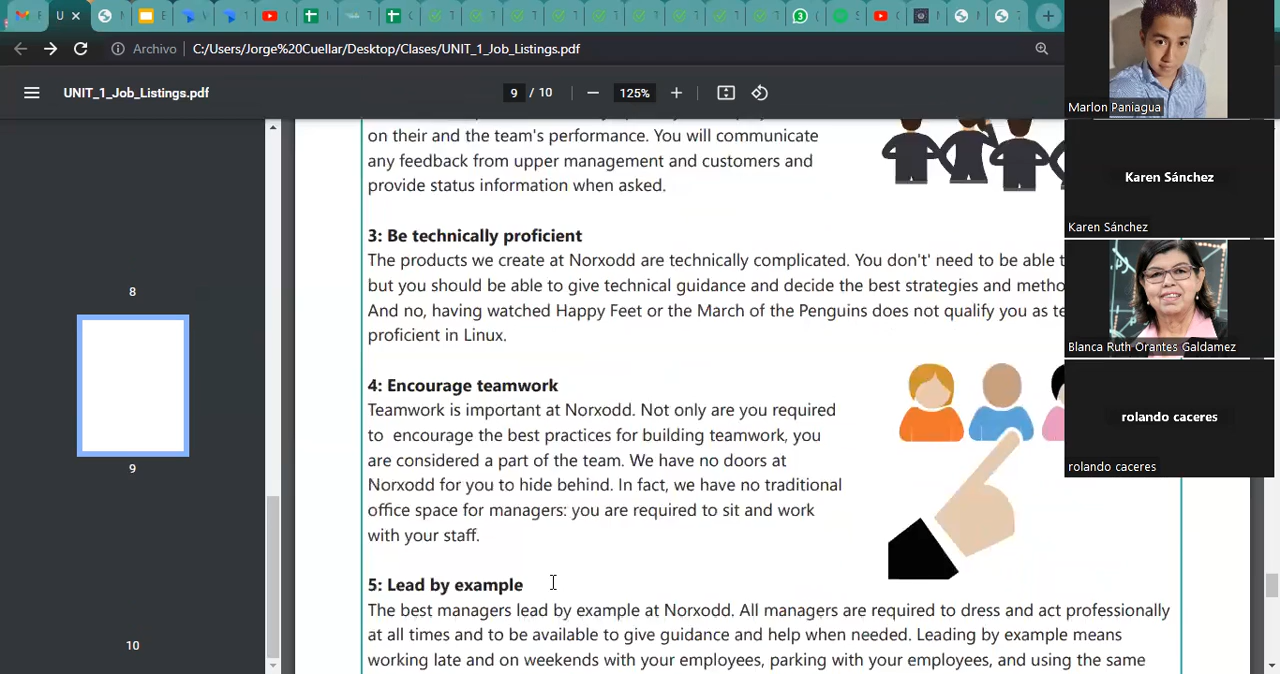 U
Archivo
C:/Users/Jorge%20Cuellar/Desktop/Clases/UNIT_1_Job_Listings.pdf
UNIT_1_Job_Listings.pdf
9 / 10
125%
Marlon Paniagua
Karen Sánchez
Karen Sánchez
Blanca Ruth Orantes Galdamez
rolando caceres
rolando caceres
8
9
10
on their and the team's performance. You will communicate
any feedback from upper management and customers and
provide status information when asked.
3: Be technically proficient
The products we create at Norxodd are technically complicated. You don't' need to be able
but you should be able to give technical guidance and decide the best strategies and
And no, having watched Happy Feet or the March of the Penguins does not qualify you as
proficient in Linux.
4: Encourage teamwork
Teamwork is important at Norxodd. Not only are you required
to encourage the best practices for building teamwork, you
are considered a part of the team. We have no doors at
Norxodd for you to hide behind. In fact, we have no traditional
office space for managers: you are required to sit and work
with your staff.
5: Lead by example
The best managers lead by example at Norxodd. All managers are required to dress and act professionally
at all times and to be available to give guidance and help when needed. Leading by example means
working late and on weekends with your employees, parking with your employees, and using the same